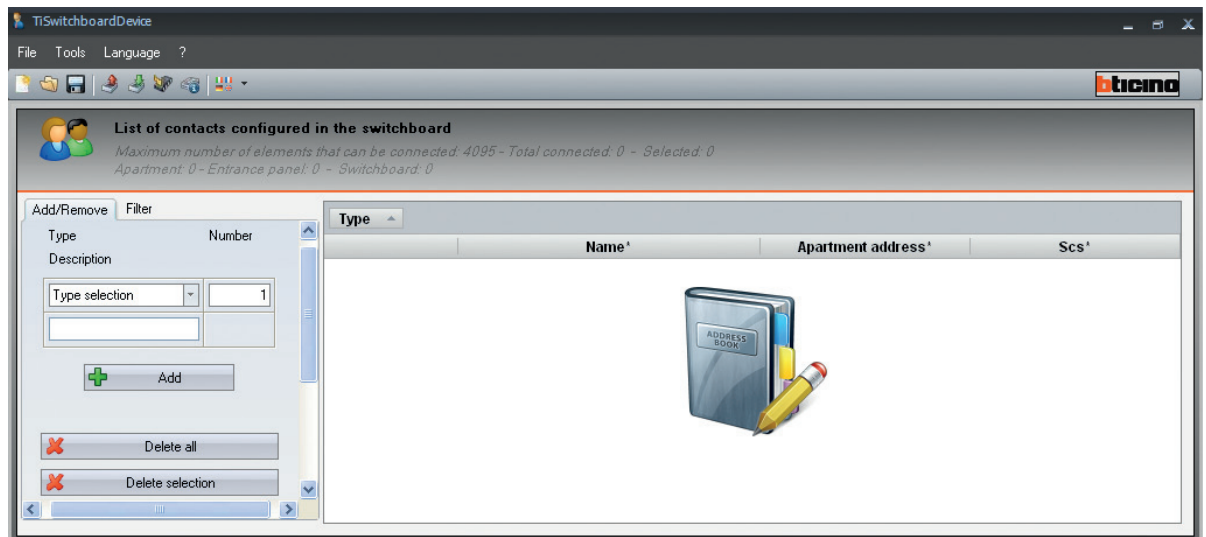 TiSwitchboardDevice
File Tools Language ?
bticino
List of contacts configured in the switchboard
Maximum number of elements that can be connected: 4095 - Total connected: 0 - Selected: 0
Apartment: 0 - Entrance panel: 0 - Switchboard: 0
Add/Remove Filter
Type Number
Description
Type selection 1
Add
Delete all
Delete selection
Type
Name* Apartment address* Scs*
ADDRESS
BOOK